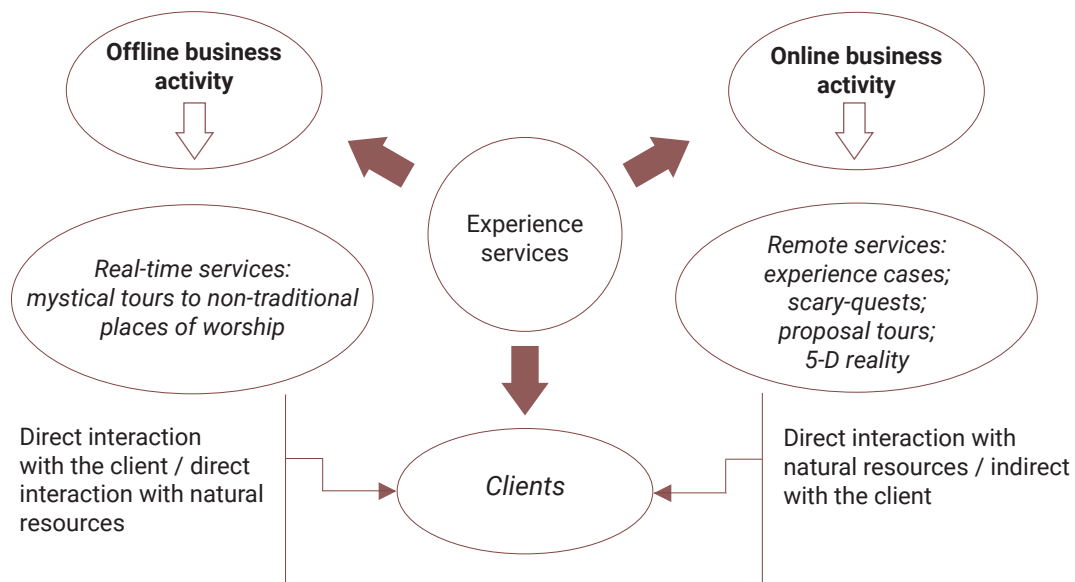 Offline business
activity
Online business
activity
Experience
services
Real-time services:
mystical tours to non-traditional
places of worship
Remote services:
experience cases;
scary-quests;
proposal tours;
5-D reality
Direct interaction
with the client / direct
interaction with natural
resources
Clients
Direct interaction with
natural resources / indirect
with the client